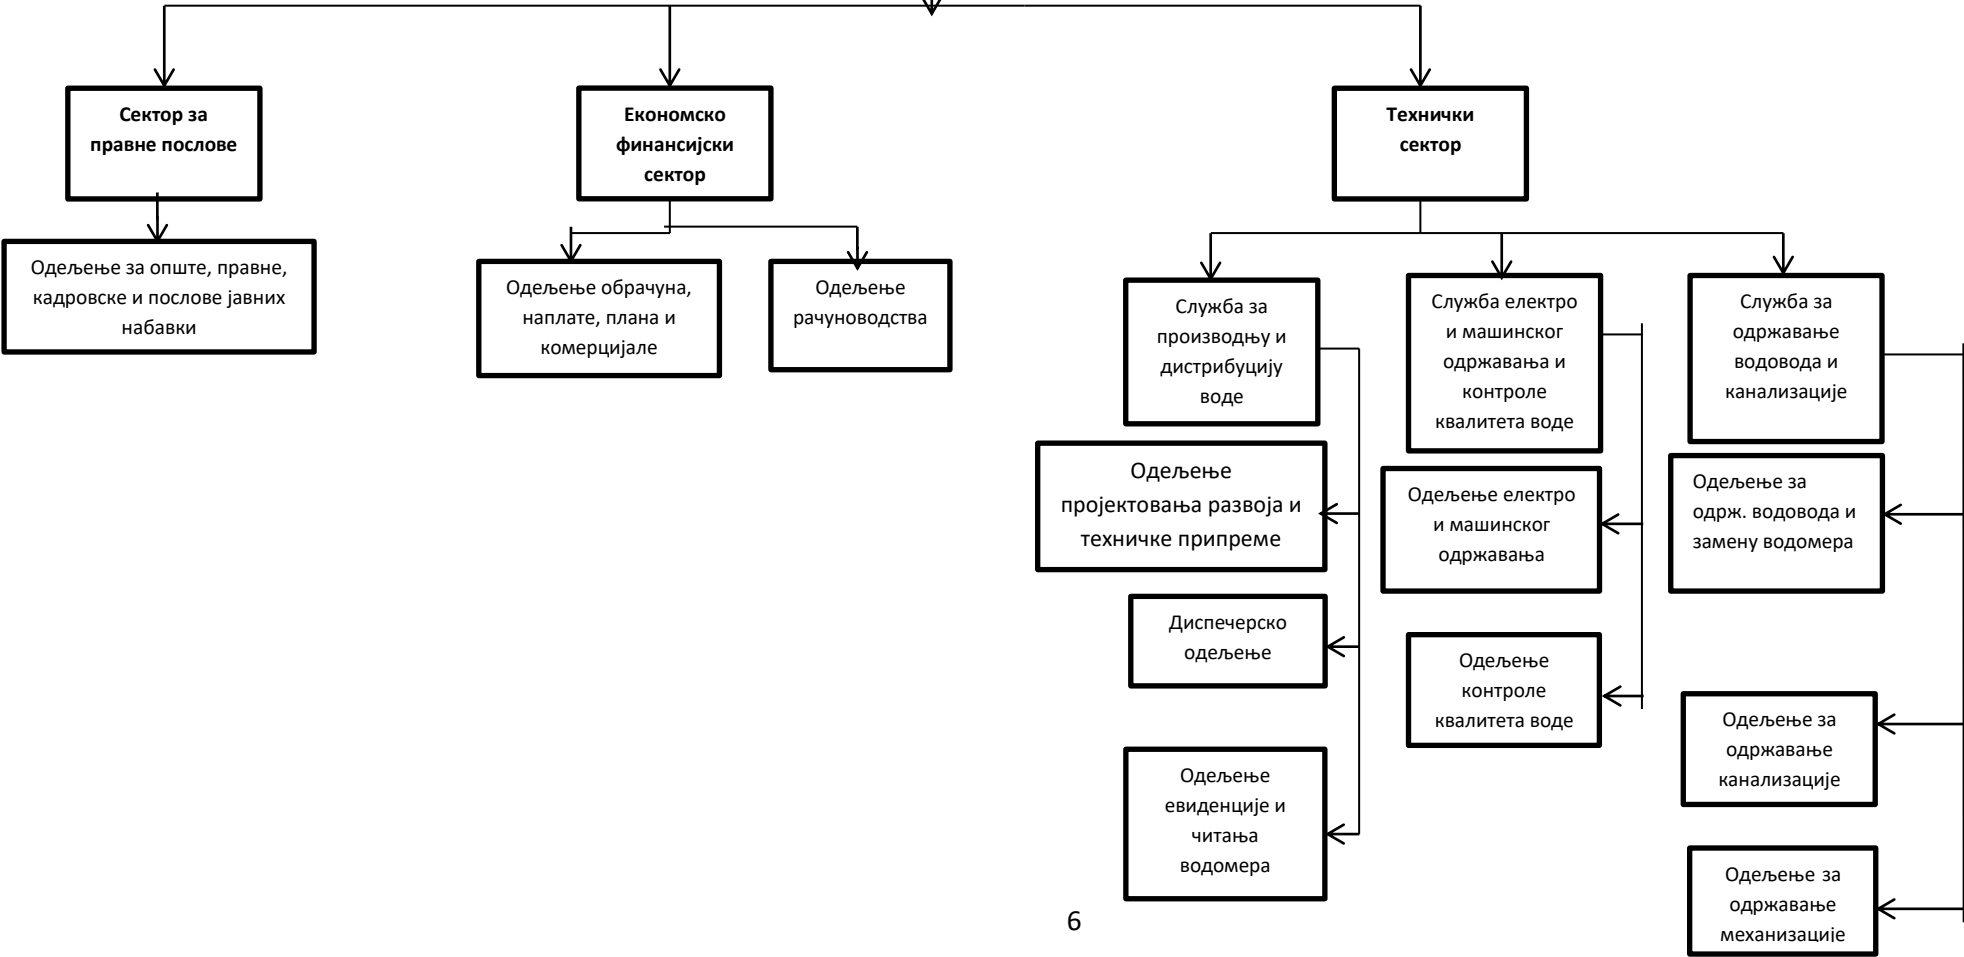 Сектор за
правне послове
Економско
финансијски
сектор
Технички
сектор
Одељење за опште, правне,
кадровске и послове јавних
набавки
Одељење обрачуна,
наплате, плана и
комерцијале
Одељење
рачуноводства
Служба за
производњу и
дистрибуцију
воде
Служба електро
и машинског
одржавања и
контроле
квалитета воде
Служба за
одржавање
водовода и
канализације
Одељење
пројектовања развоја и
техничке припреме
Одељење електро
и машинског
одржавања
Одељење за
одрж. водовода и
замену водомера
Диспечерско
одељење
Одељење
контроле
квалитета воде
Одељење за
одржавање
канализације
Одељење
евиденције и
читања
водомера
Одељење за
одржавање
механизације
6